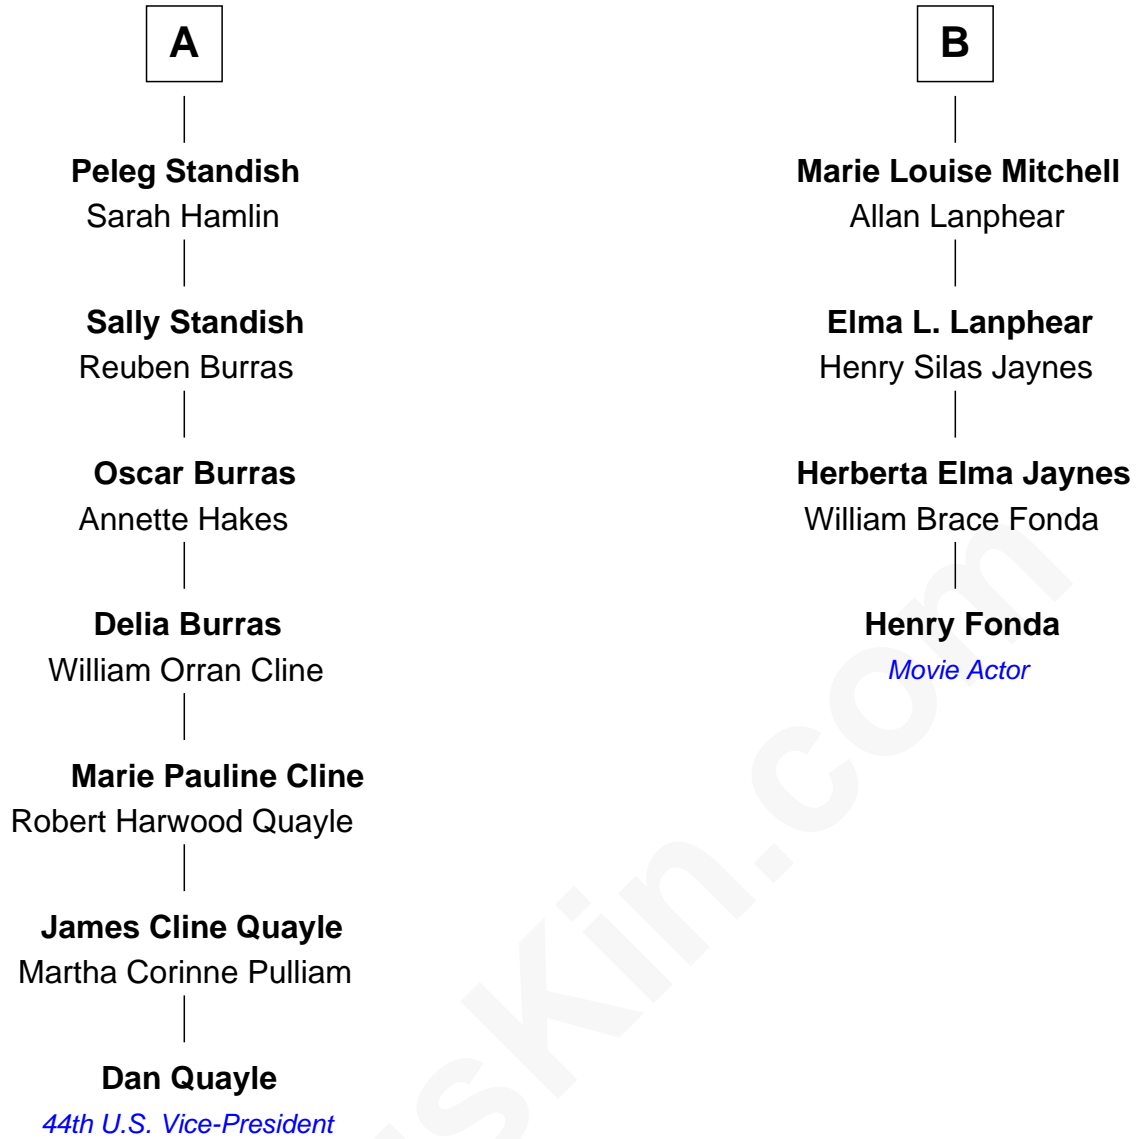 A
Peleg Standish
Sarah Hamlin
Sally Standish
Reuben Burras
Oscar Burras
Annette Hakes
Delia Burras
William Orran Cline
Marie Pauline Cline
Robert Harwood Quayle
James Cline Quayle
Martha Corinne Pulliam
Dan Quayle
44th U.S. Vice-President
B
Marie Louise Mitchell
Allan Lanphear
Elma L. Lanphear
Henry Silas Jaynes
Herberta Elma Jaynes
William Brace Fonda
Henry Fonda
Movie Actor